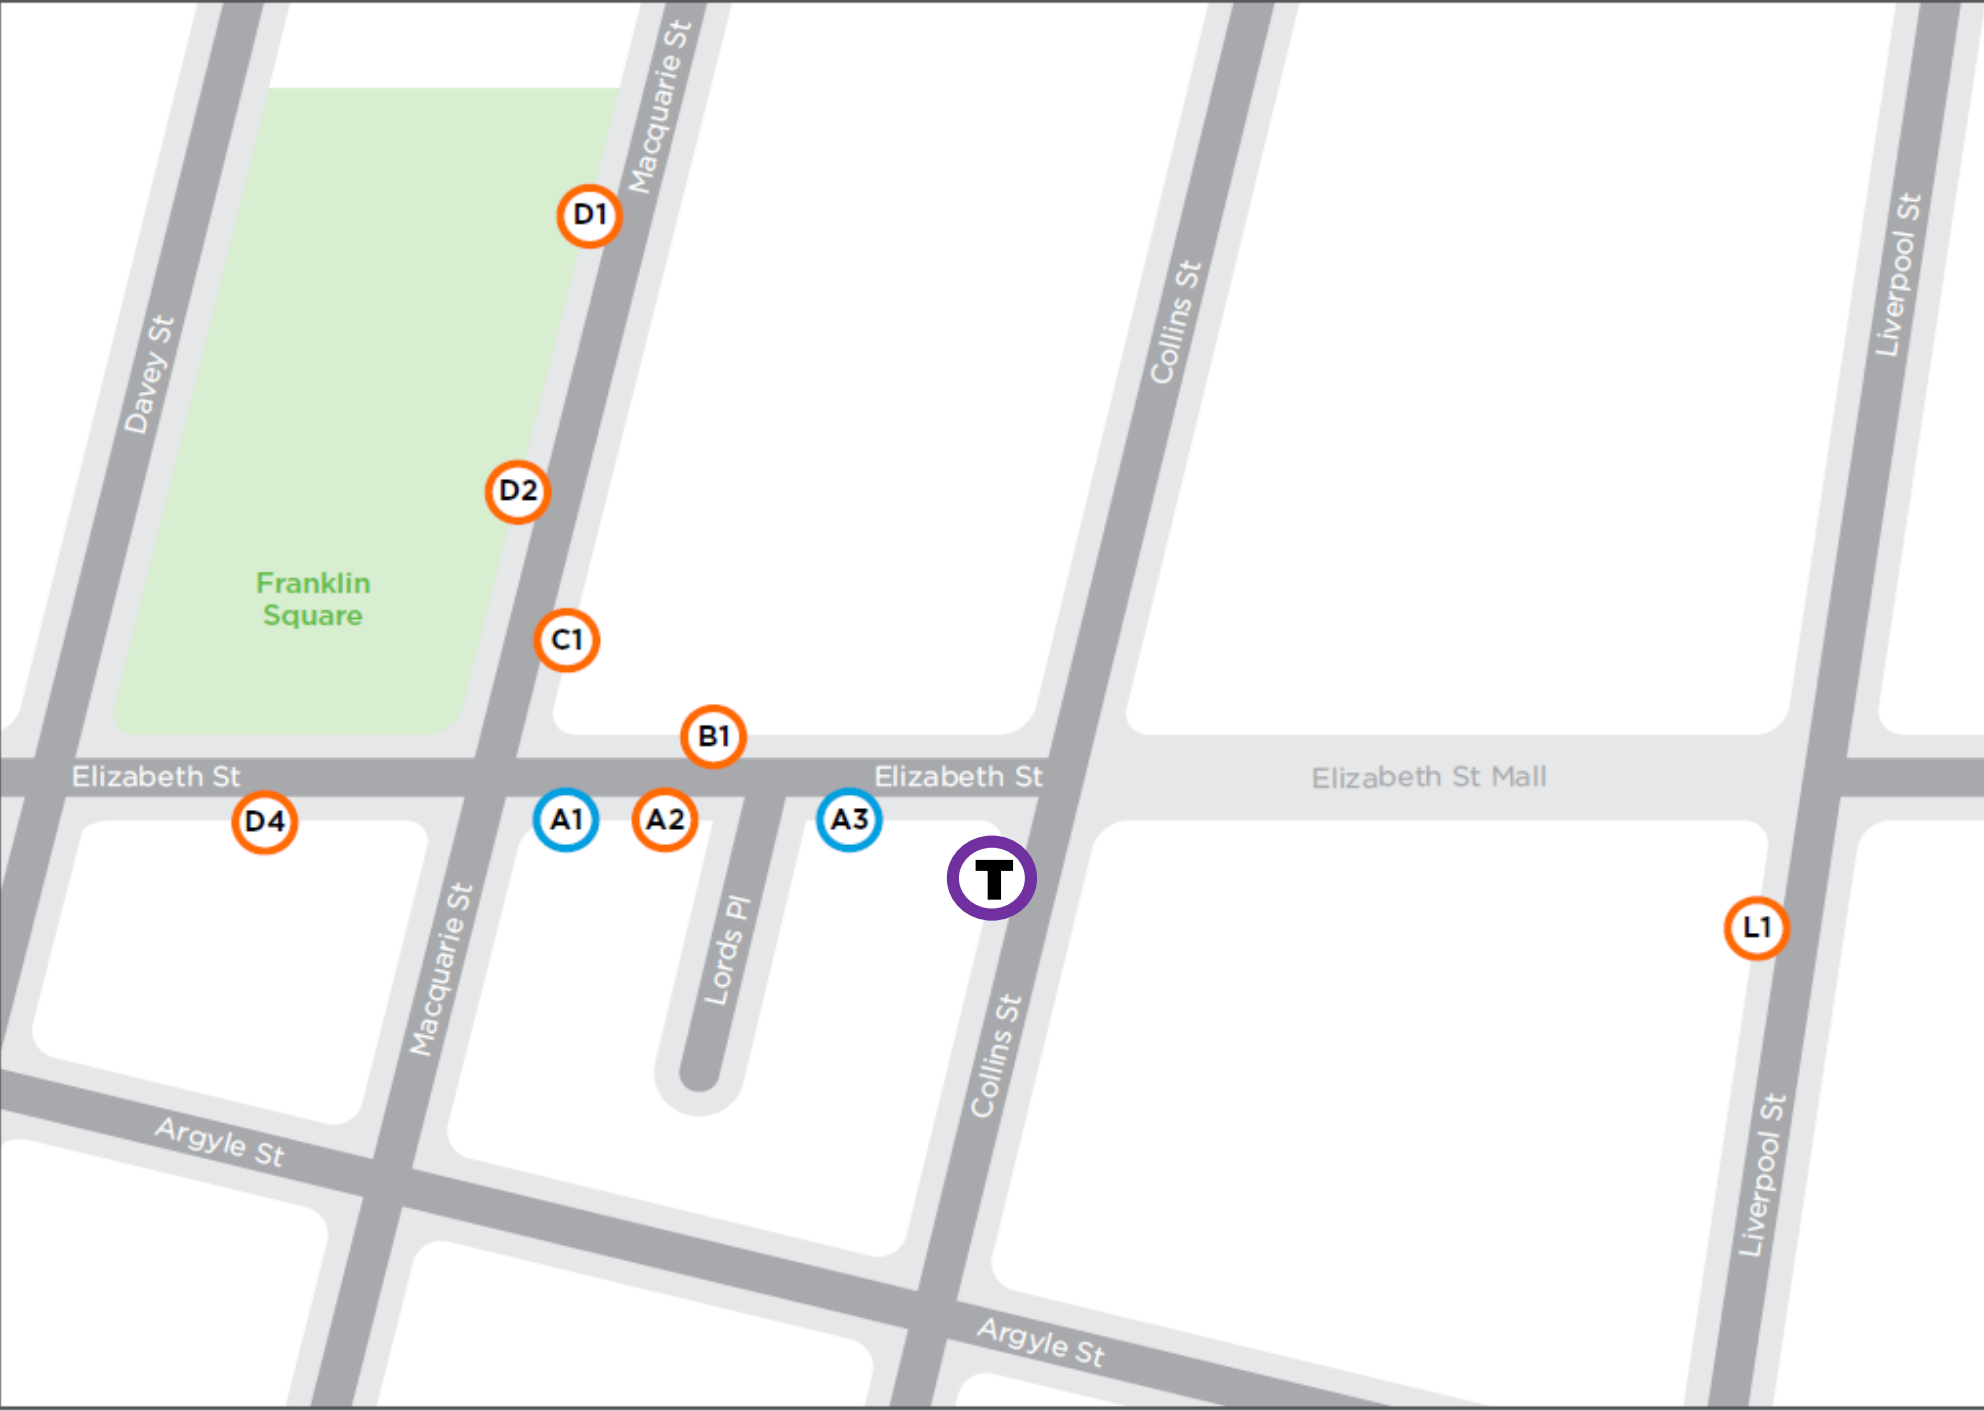 Macquarie St
D1
Liverpool St
Collins St
Davey St
D2
Franklin
Square
C1
B1
Elizabeth St
Elizabeth St
Elizabeth St Mall
D4
A1
A2
A3
T
L1
Macquarie St
Lords Pl
Collins St
Argyle St
Liverpool St
Argyle St